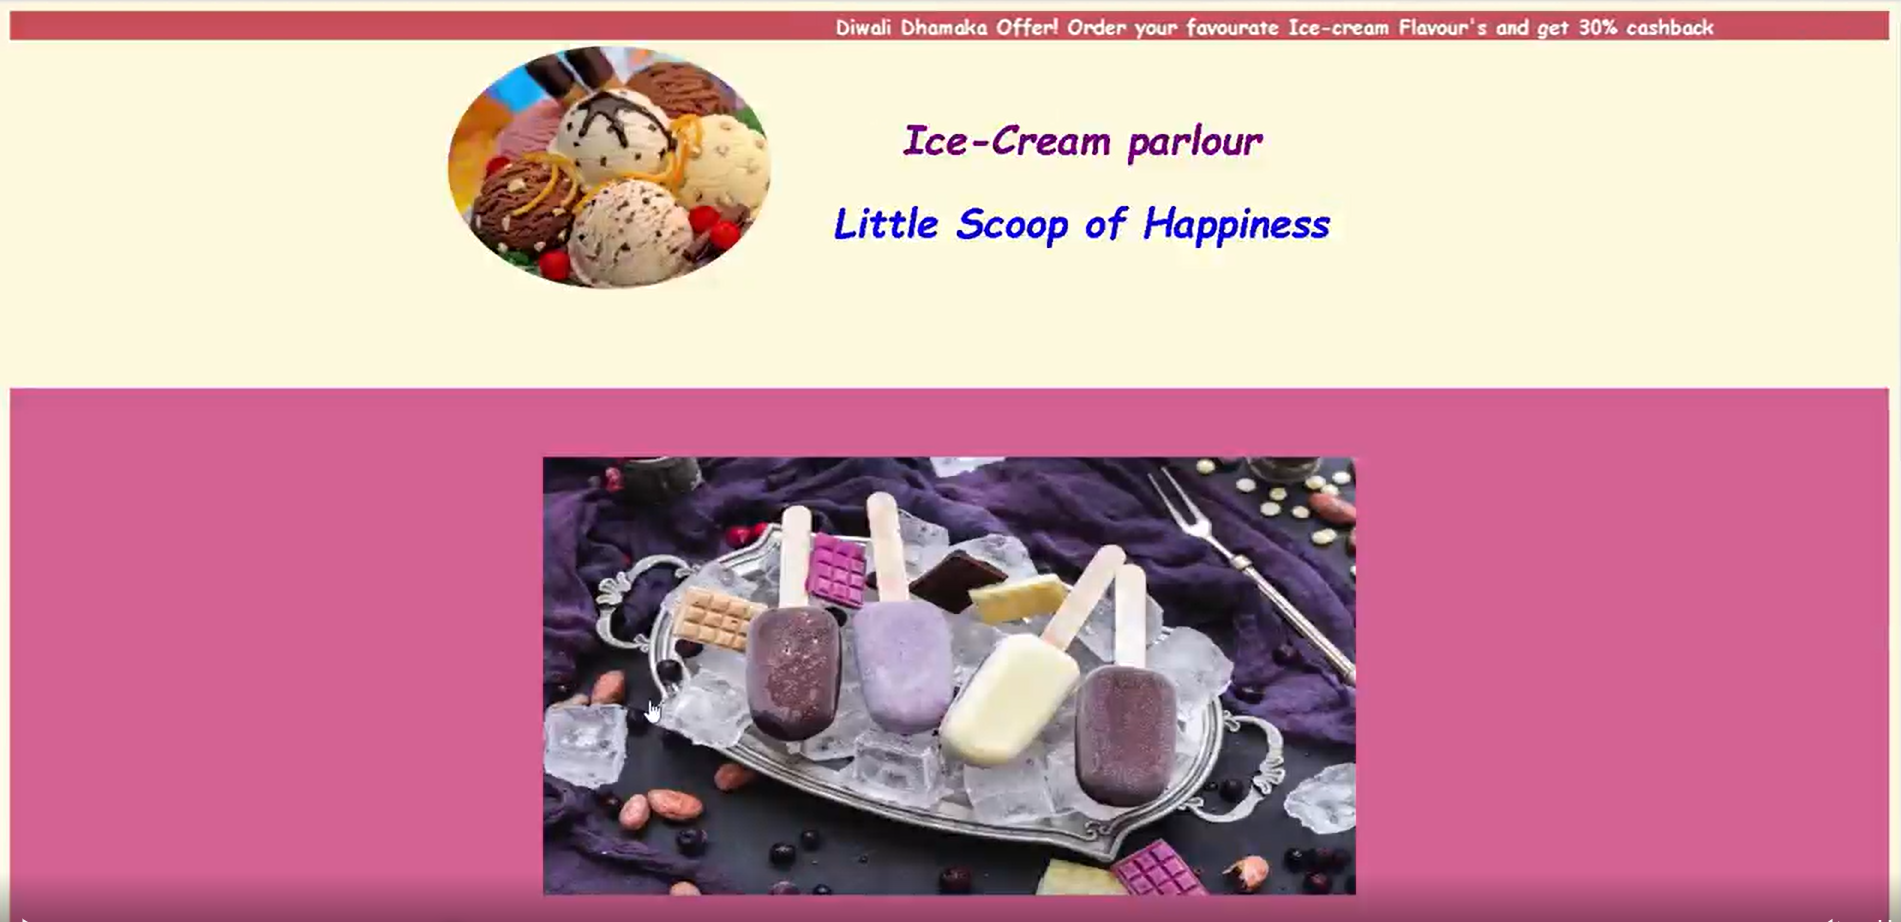 Diwali Dhamaka Offer! Order your favourate Ice-cream Flavour's and get 30% cashback
Ice-Cream parlour
Little Scoop of Happiness